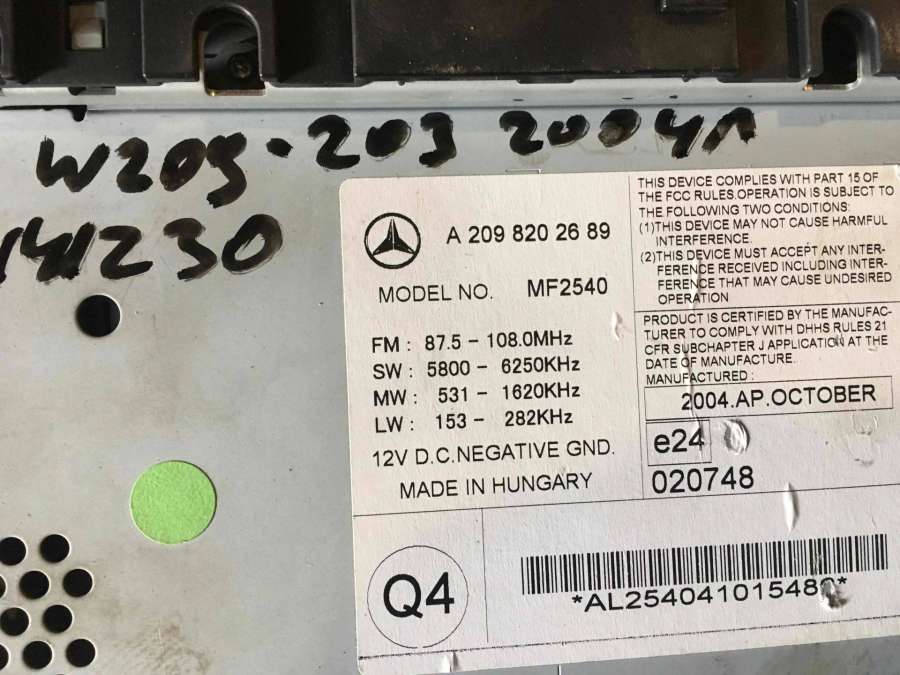 W209-203 2004г
141230
A 209 820 26 89
MODEL NO. MF2540
FM : 87.5 - 108.0MHz
SW : 5800 - 6250KHz
MW : 531 - 1620KHz
LW : 153 - 282KHz
12V D.C.NEGATIVE GND.
MADE IN HUNGARY
THIS DEVICE COMPLIES WITH PART 15 OF
THE FCC RULES.OPERATION IS SUBJECT TO
THE FOLLOWING TWO CONDITIONS:
(1)THIS DEVICE MAY NOT CAUSE HARMFUL
INTERFERENCE.
(2)THIS DEVICE MUST ACCEPT ANY INTER-
FERENCE RECEIVED INCLUDING INTER-
FERENCE THAT MAY CAUSE UNDESIRED
OPERATION
PRODUCT IS CERTIFIED BY THE MANUFAC-
TURER TO COMPLY WITH DHHS RULES 21
CFR SUBCHAPTER J APPLICATION AT THE
DATE OF MANUFACTURE.
MANUFACTURED :
2004.AP.OCTOBER
e24
020748
Q4